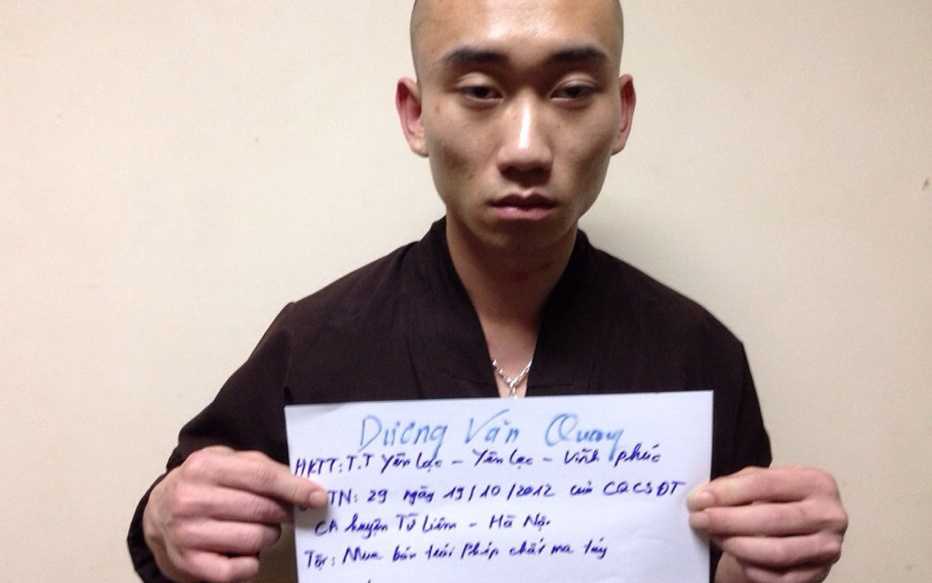 Dương Văn Quang
HKTT: T.T Yên Lạc - Yên Lạc - Vĩnh phúc
TN: 29 ngày 19/10/2012 của CQCSĐT
CA huyện Từ Liêm - Hà Nội
Tội: Mua bán trái phép chất ma túy